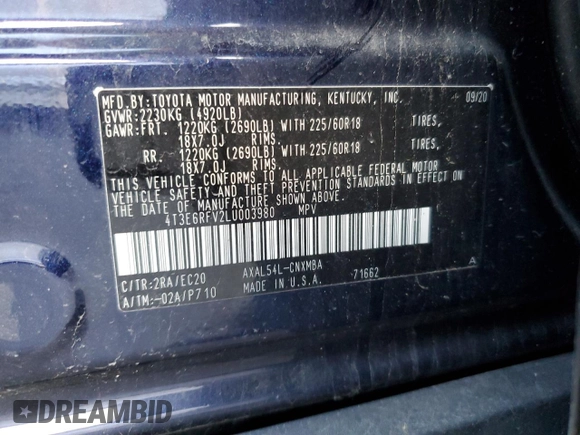 MFD.BY:TOYOTA MOTOR MANUFACTURING, KENTUCKY, INC. 09/20
GVWR:2230KG (4920LB)
GAWR:FRT. 1220KG (2690LB) WITH 225/60R18 TIRES,
18X7.0J RIMS.
RR. 1220KG (2690LB) WITH 225/60R18 TIRES,
18X7.0J RIMS.
THIS VEHICLE CONFORMS TO ALL APPLICABLE FEDERAL MOTOR
VEHICLE SAFETY AND THEFT PREVENTION STANDARDS IN EFFECT ON
THE DATE OF MANUFACTURE SHOWN ABOVE.
4T3E6RFV2LU003980 MPV
C/TR:2RA/EC20 AXAL54L-CNXMBA A
A/TM:-02A/P710 MADE IN U.S.A. 71662
DREAMBID